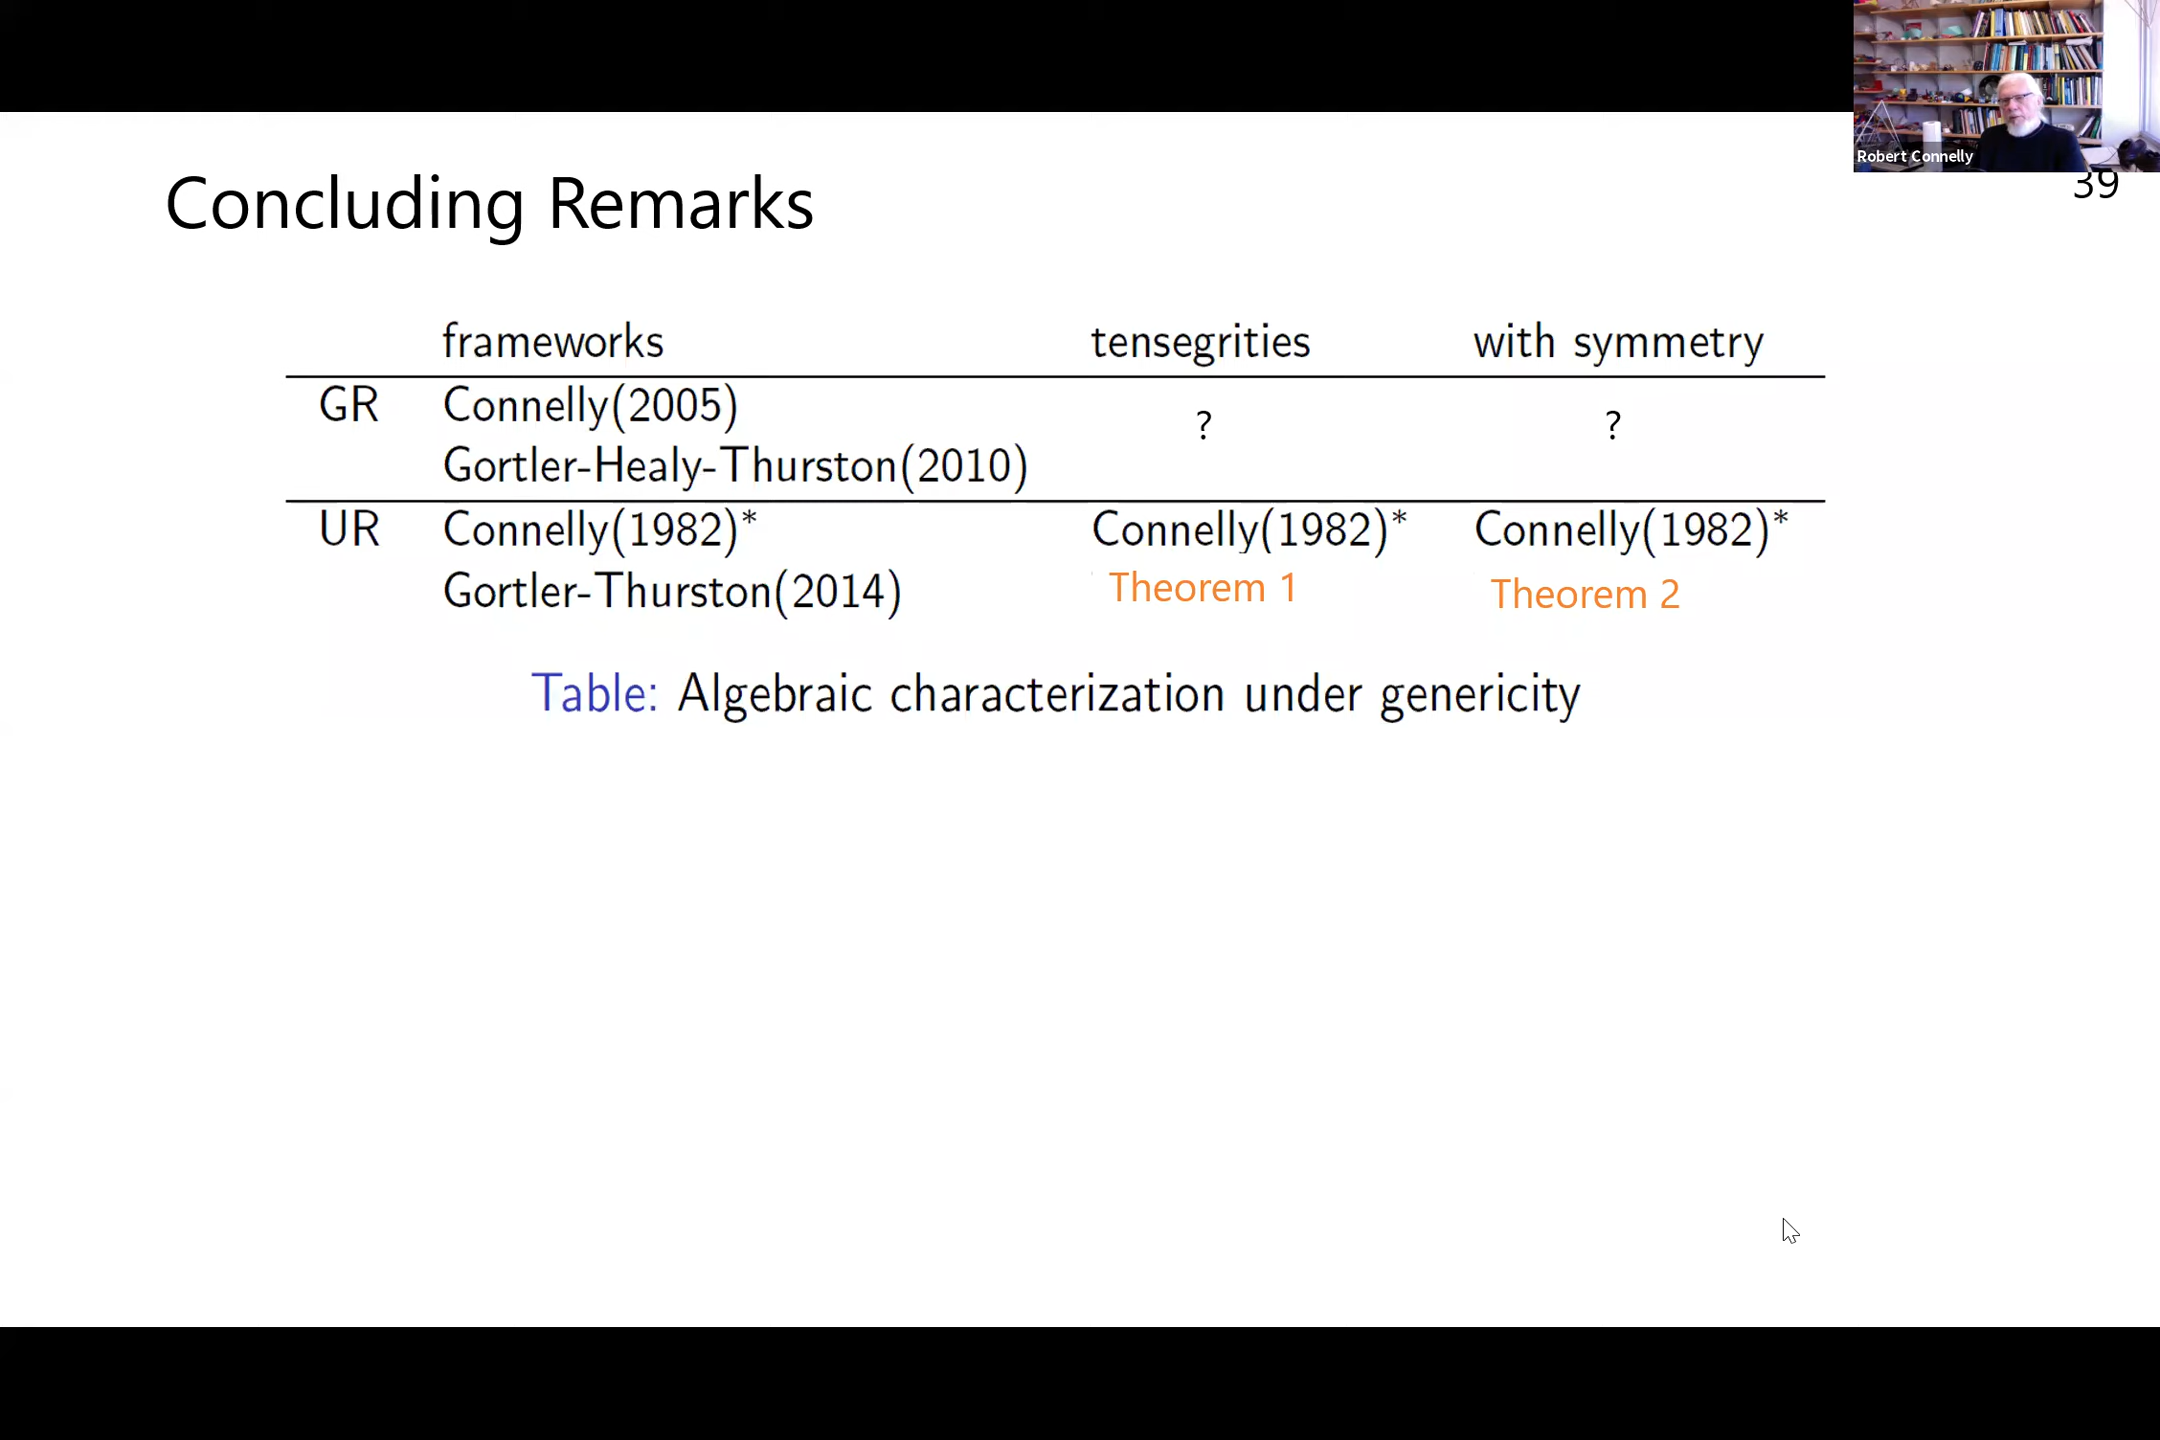 Robert Connelly
39
Concluding Remarks
frameworks tensegrities with symmetry
GR Connelly(2005) ? ?
Gortler-Healy-Thurston(2010)
UR Connelly(1982)* Connelly(1982)* Connelly(1982)*
Gortler-Thurston(2014) Theorem 1 Theorem 2
Table: Algebraic characterization under genericity